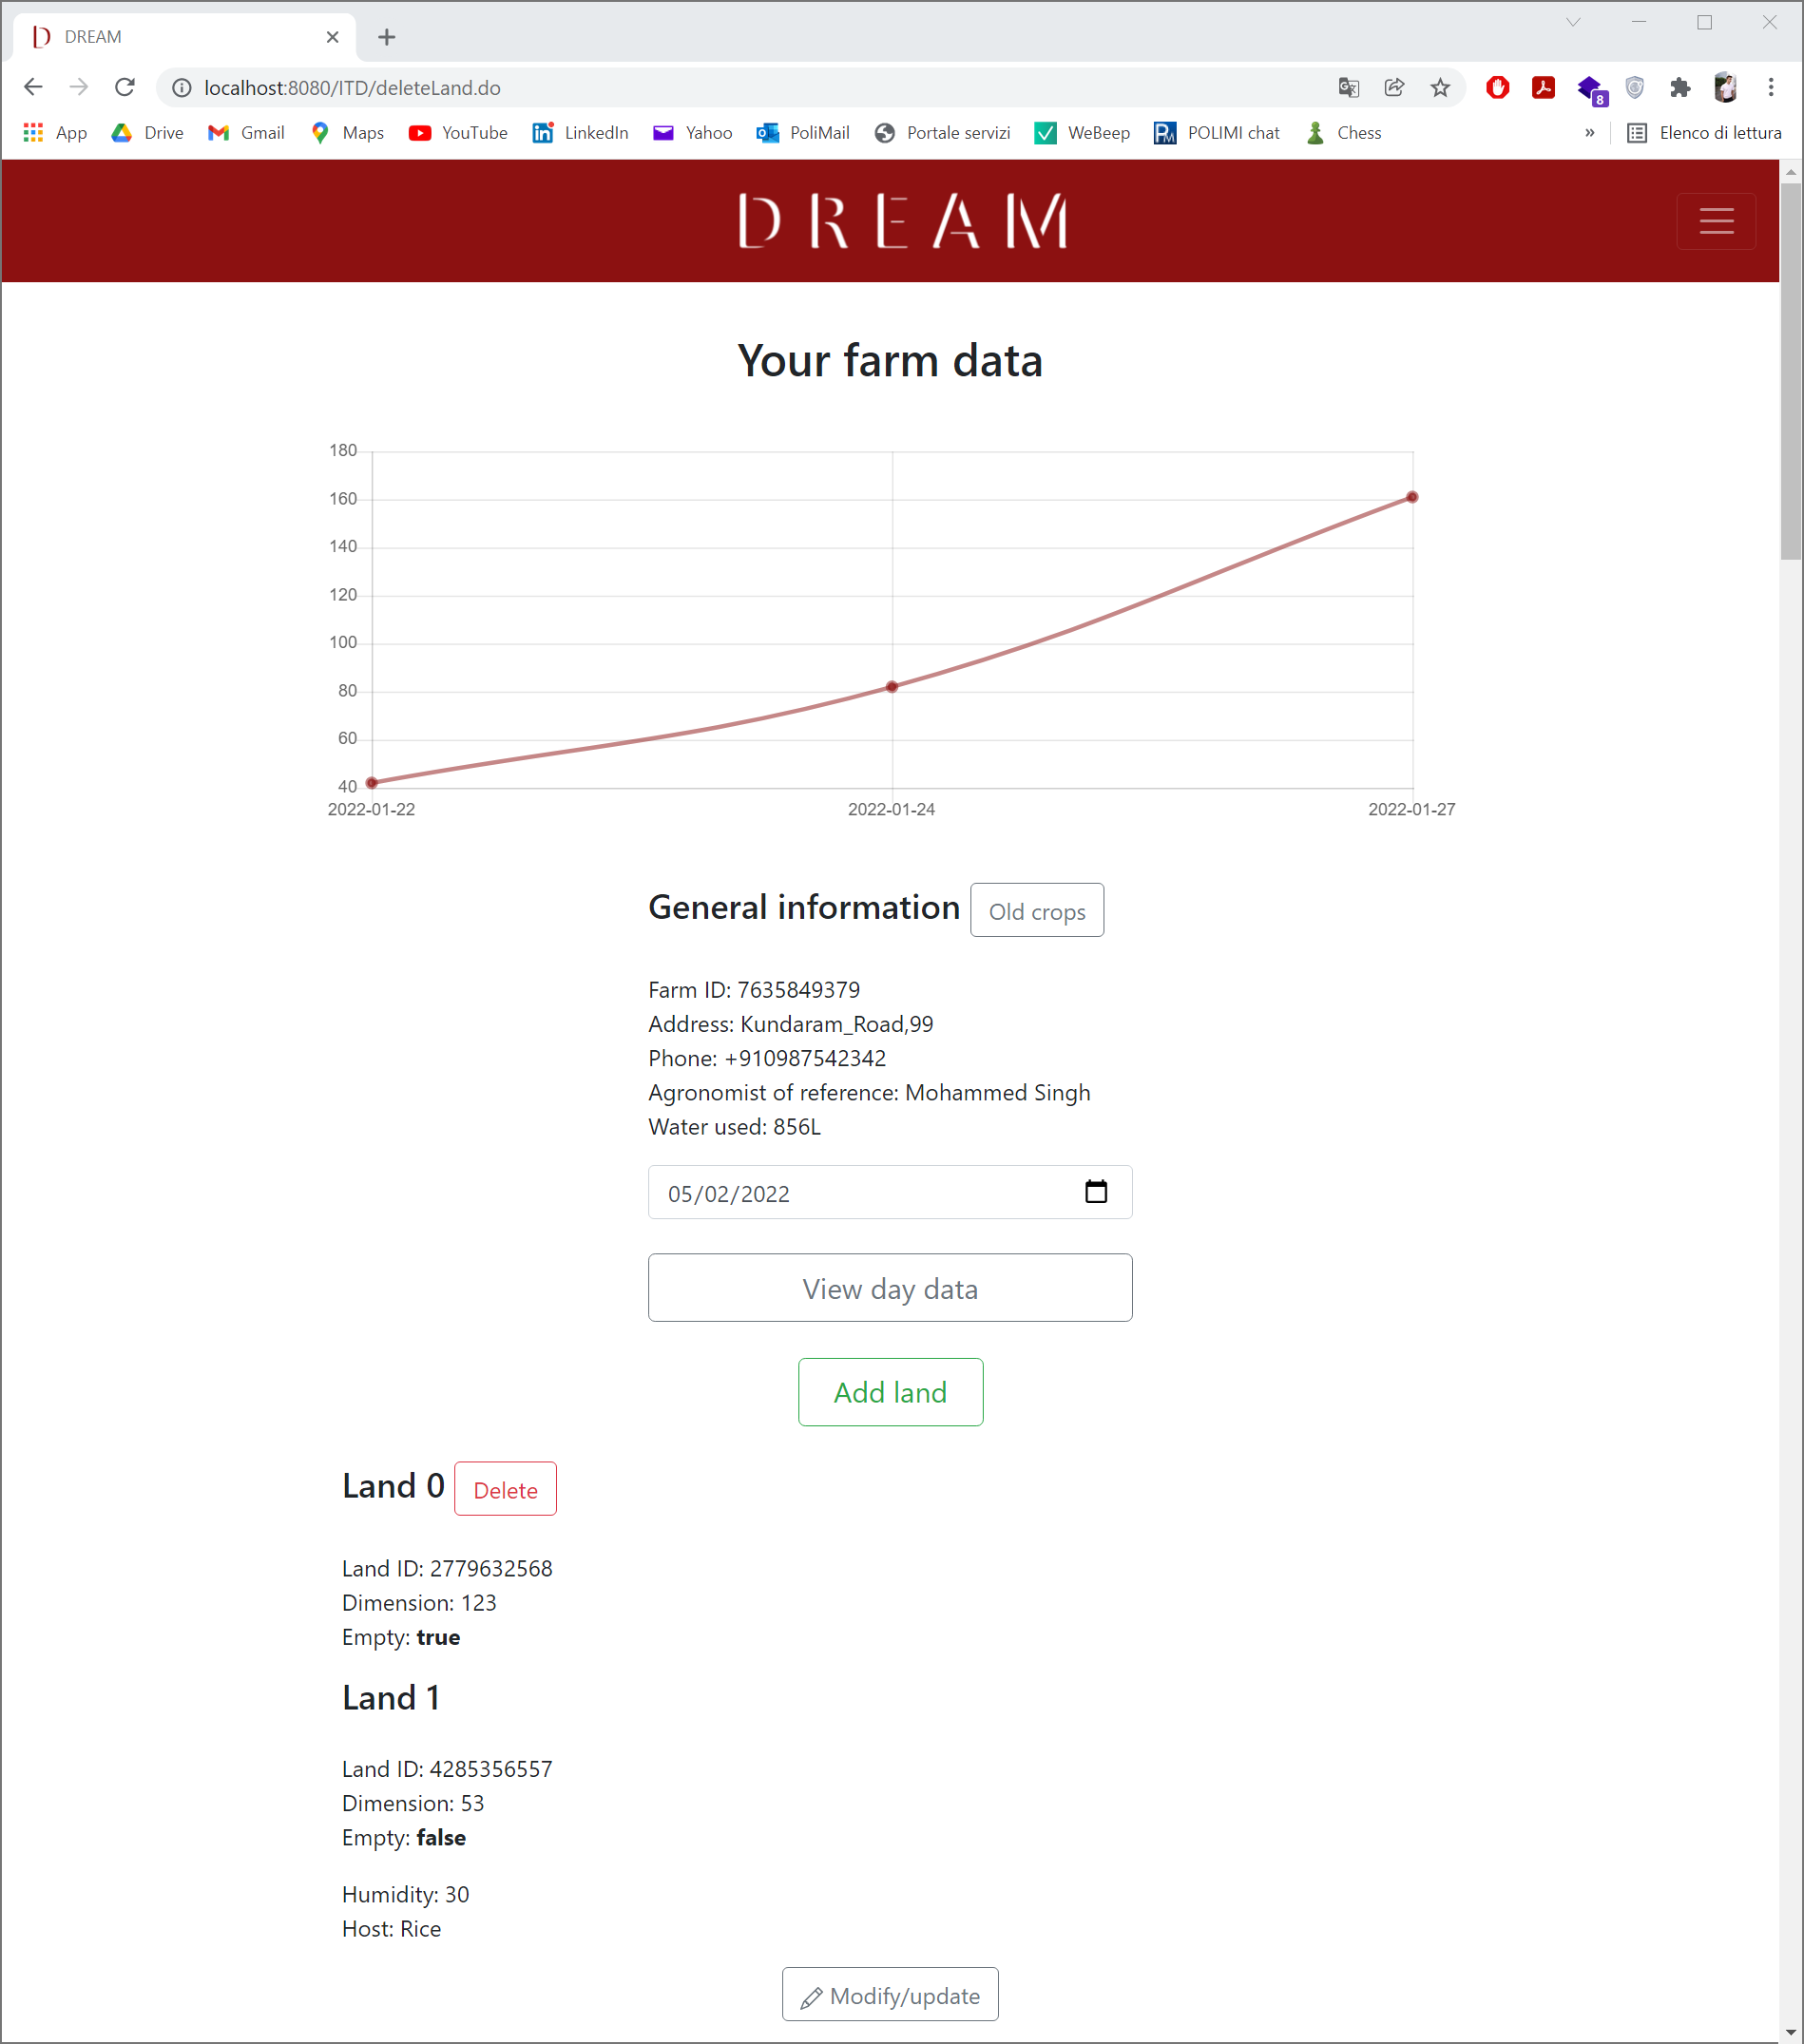 DREAM
localhost:8080/ITD/deleteLand.do
8
App Drive Gmail Maps YouTube LinkedIn Yahoo PoliMail Portale servizi WeBeep POLIMI chat Chess » Elenco di lettura
DREAM
Your farm data
180
160
140
120
100
80
60
40
2022-01-22 2022-01-24 2022-01-27
General information Old crops
Farm ID: 7635849379
Address: Kundaram_Road,99
Phone: +910987542342
Agronomist of reference: Mohammed Singh
Water used: 856L
05/02/2022
View day data
Add land
Land 0 Delete
Land ID: 2779632568
Dimension: 123
Empty: true
Land 1
Land ID: 4285356557
Dimension: 53
Empty: false
Humidity: 30
Host: Rice
Modify/update